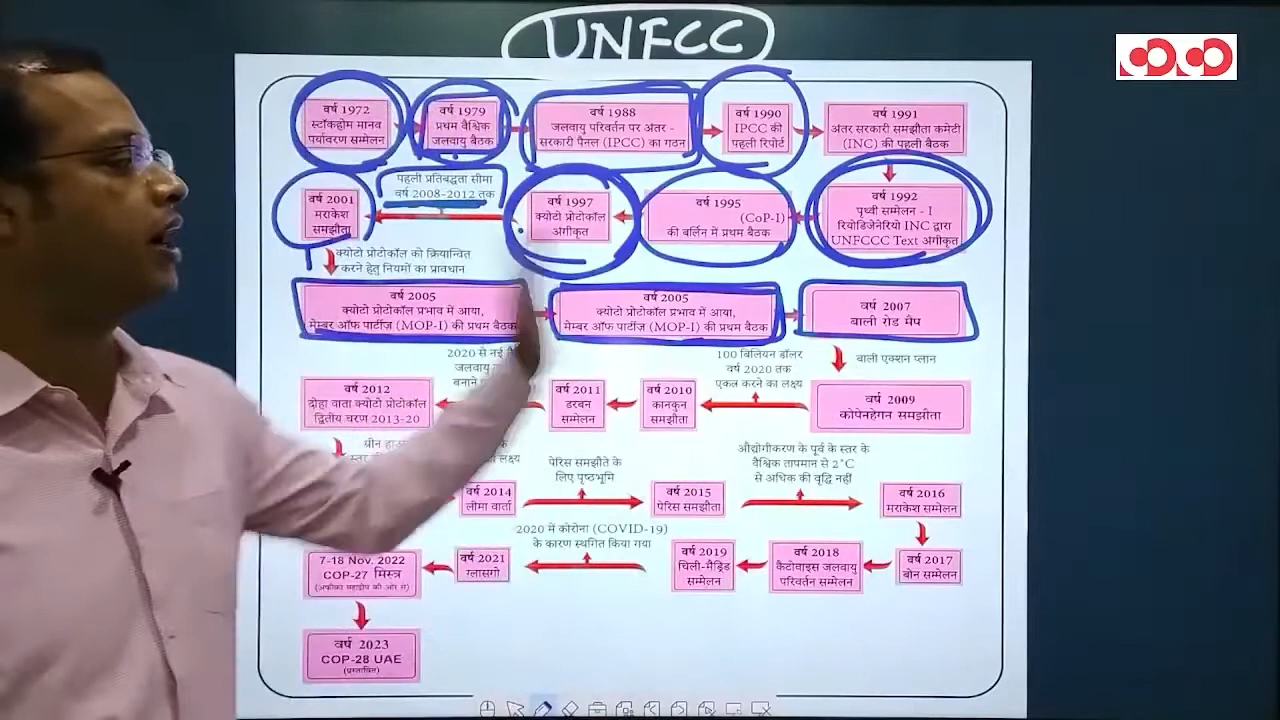 UNFCC
वर्ष 1972
स्टॉकहोम मानव
पर्यावरण सम्मेलन
वर्ष 1979
प्रथम वैश्विक
जलवायु बैठक
वर्ष 1988
जलवायु परिवर्तन पर अंतर -
सरकारी पैनल (IPCC) का गठन
वर्ष 1990
IPCC की
पहली रिपोर्ट
वर्ष 1991
अंतर सरकारी समझौता कमेटी
(INC) की पहली बैठक
वर्ष 2001
मराकेश
समझौता
पहली प्रतिबद्धता सीमा
वर्ष 2008-2012 तक
वर्ष 1997
क्योटो प्रोटोकॉल
अंगीकृत
वर्ष 1995
(CoP-I)
की बर्लिन में प्रथम बैठक
वर्ष 1992
पृथ्वी सम्मेलन - I
रियोडिजेनेरियो INC द्वारा
UNFCCC Text अंगीकृत
क्योटो प्रोटोकॉल को क्रियान्वित
करने हेतु नियमों का प्रावधान
वर्ष 2005
क्योटो प्रोटोकॉल प्रभाव में आया,
मेम्बर ऑफ पार्टीज (MOP-I) की प्रथम बैठक
वर्ष 2005
क्योटो प्रोटोकॉल प्रभाव में आया,
मेम्बर ऑफ पार्टीज (MOP-I) की प्रथम बैठक
वर्ष 2007
बाली रोड मैप
2020 से नई
जलवायु
100 बिलियन डॉलर
वर्ष 2020 तक
एकत्र करने का लक्ष्य
बाली एक्शन प्लान
वर्ष 2012
दोहा वार्ता क्योटो प्रोटोकॉल
द्वितीय चरण 2013-20
वर्ष 2011
डरबन
सम्मेलन
वर्ष 2010
कानकुन
समझौता
वर्ष 2009
कोपेनहेगन समझौता
ग्रीन
लक्ष्य
पेरिस समझौते के
लिए पृष्ठभूमि
औद्योगीकरण के पूर्व के स्तर के
वैश्विक तापमान से 2°C
से अधिक की वृद्धि नहीं
वर्ष 2014
लीमा वार्ता
वर्ष 2015
पेरिस समझौता
वर्ष 2016
मराकेश सम्मेलन
2020 में कोरोना (COVID-19)
के कारण स्थगित किया गया
7-18 Nov. 2022
COP-27 मिस्त्र
(अफ्रीका महाद्वीप की ओर से)
वर्ष 2021
ग्लासगो
वर्ष 2019
चिली-मैड्रिड
सम्मेलन
वर्ष 2018
कैटोवाइस जलवायु
परिवर्तन सम्मेलन
वर्ष 2017
बोन सम्मेलन
वर्ष 2023
COP-28 UAE
(प्रस्तावित)